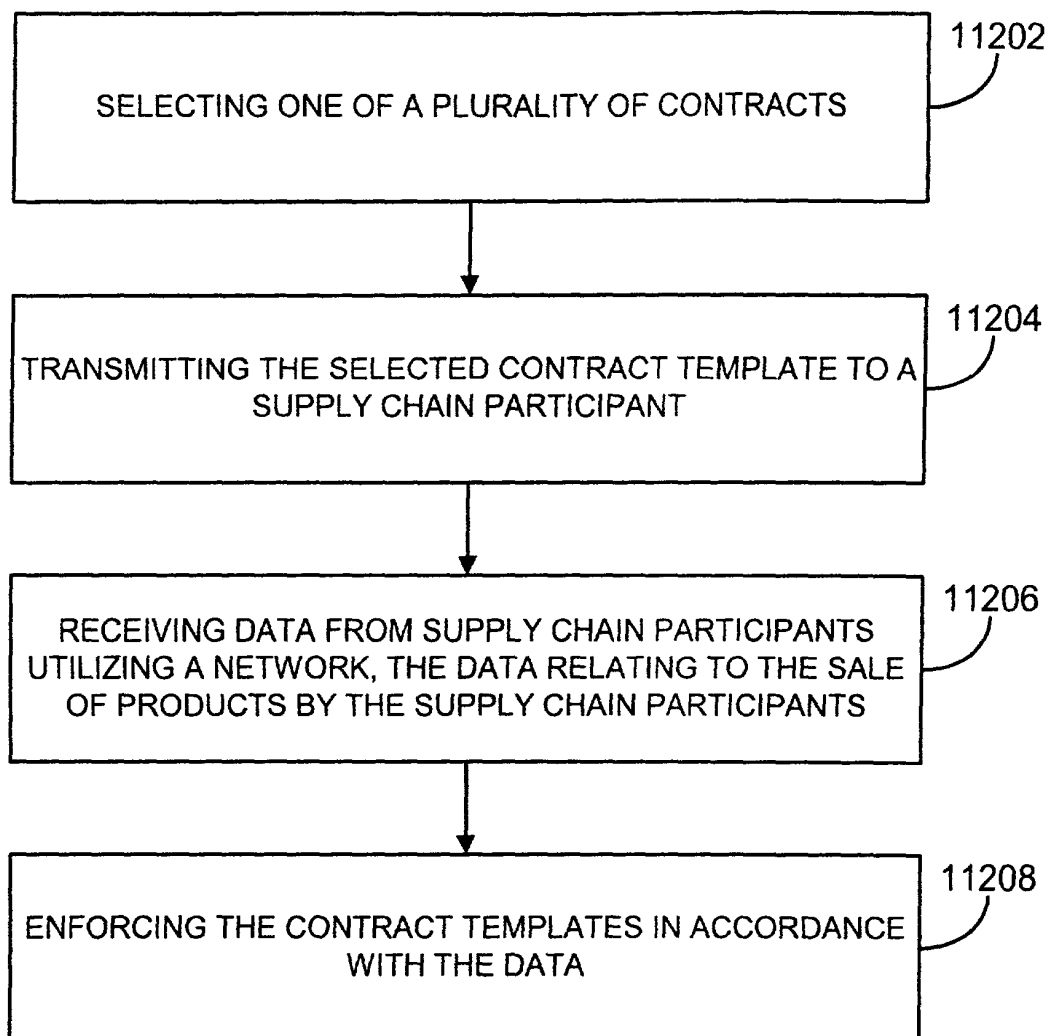 11202
SELECTING ONE OF A PLURALITY OF CONTRACTS
11204
TRANSMITTING THE SELECTED CONTRACT TEMPLATE TO A
SUPPLY CHAIN PARTICIPANT
11206
RECEIVING DATA FROM SUPPLY CHAIN PARTICIPANTS
UTILIZING A NETWORK, THE DATA RELATING TO THE SALE
OF PRODUCTS BY THE SUPPLY CHAIN PARTICIPANTS
11208
ENFORCING THE CONTRACT TEMPLATES IN ACCORDANCE
WITH THE DATA